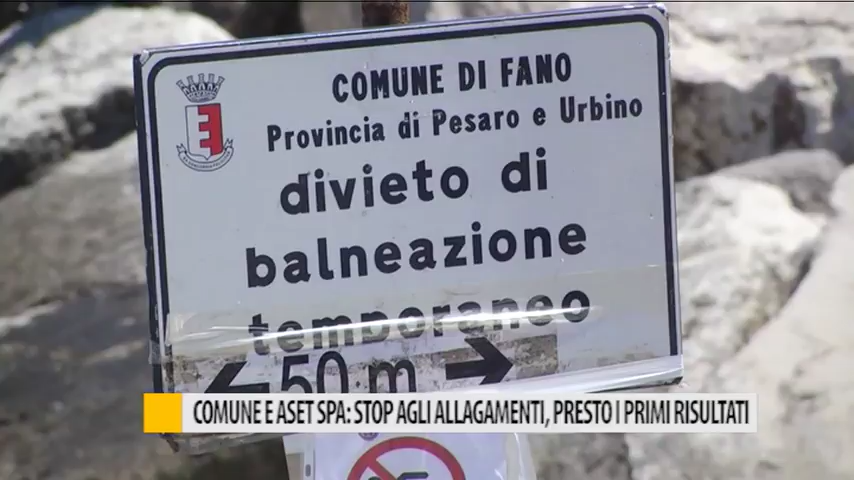 COMUNE DI FANO
Provincia di Pesaro e Urbino
divieto di
balneazione
temporaneo
50 m
COMUNE E ASET SPA: STOP AGLI ALLAGAMENTI, PRESTO I PRIMI RISULTATI